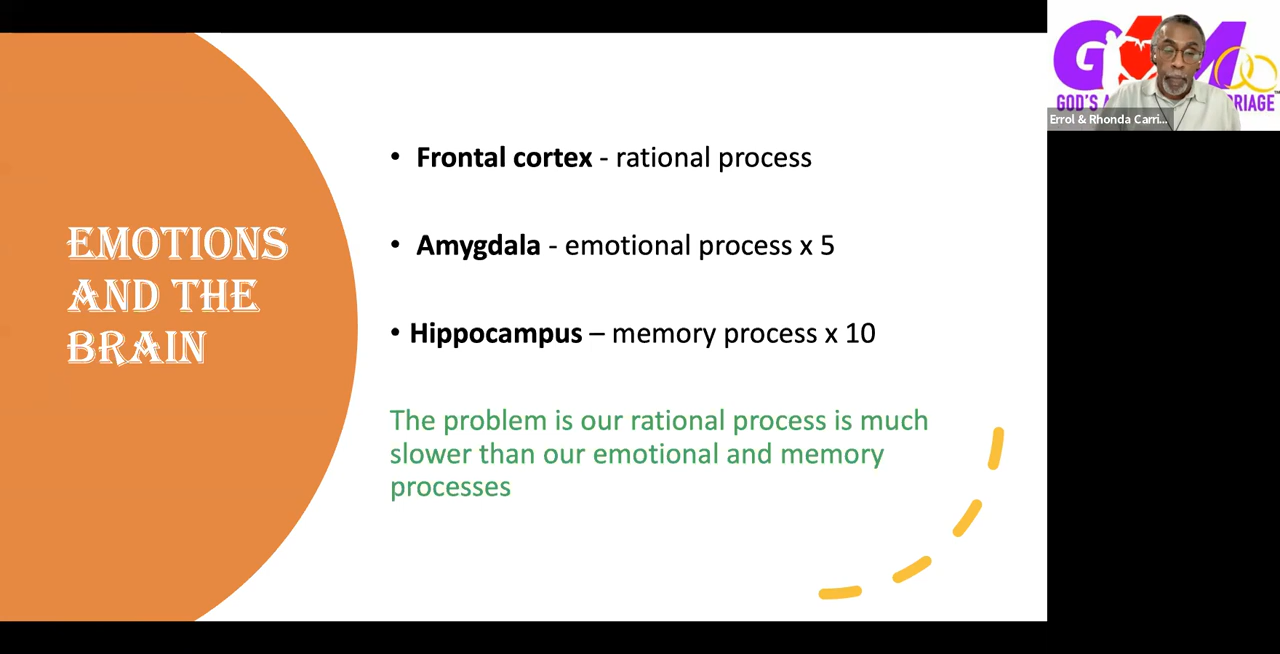 EMOTIONS
AND THE
BRAIN
• Frontal cortex - rational process
• Amygdala - emotional process x 5
• Hippocampus – memory process x 10
The problem is our rational process is much
slower than our emotional and memory
processes
G M
GOD'S A RIAGE
Errol & Rhonda Carri...